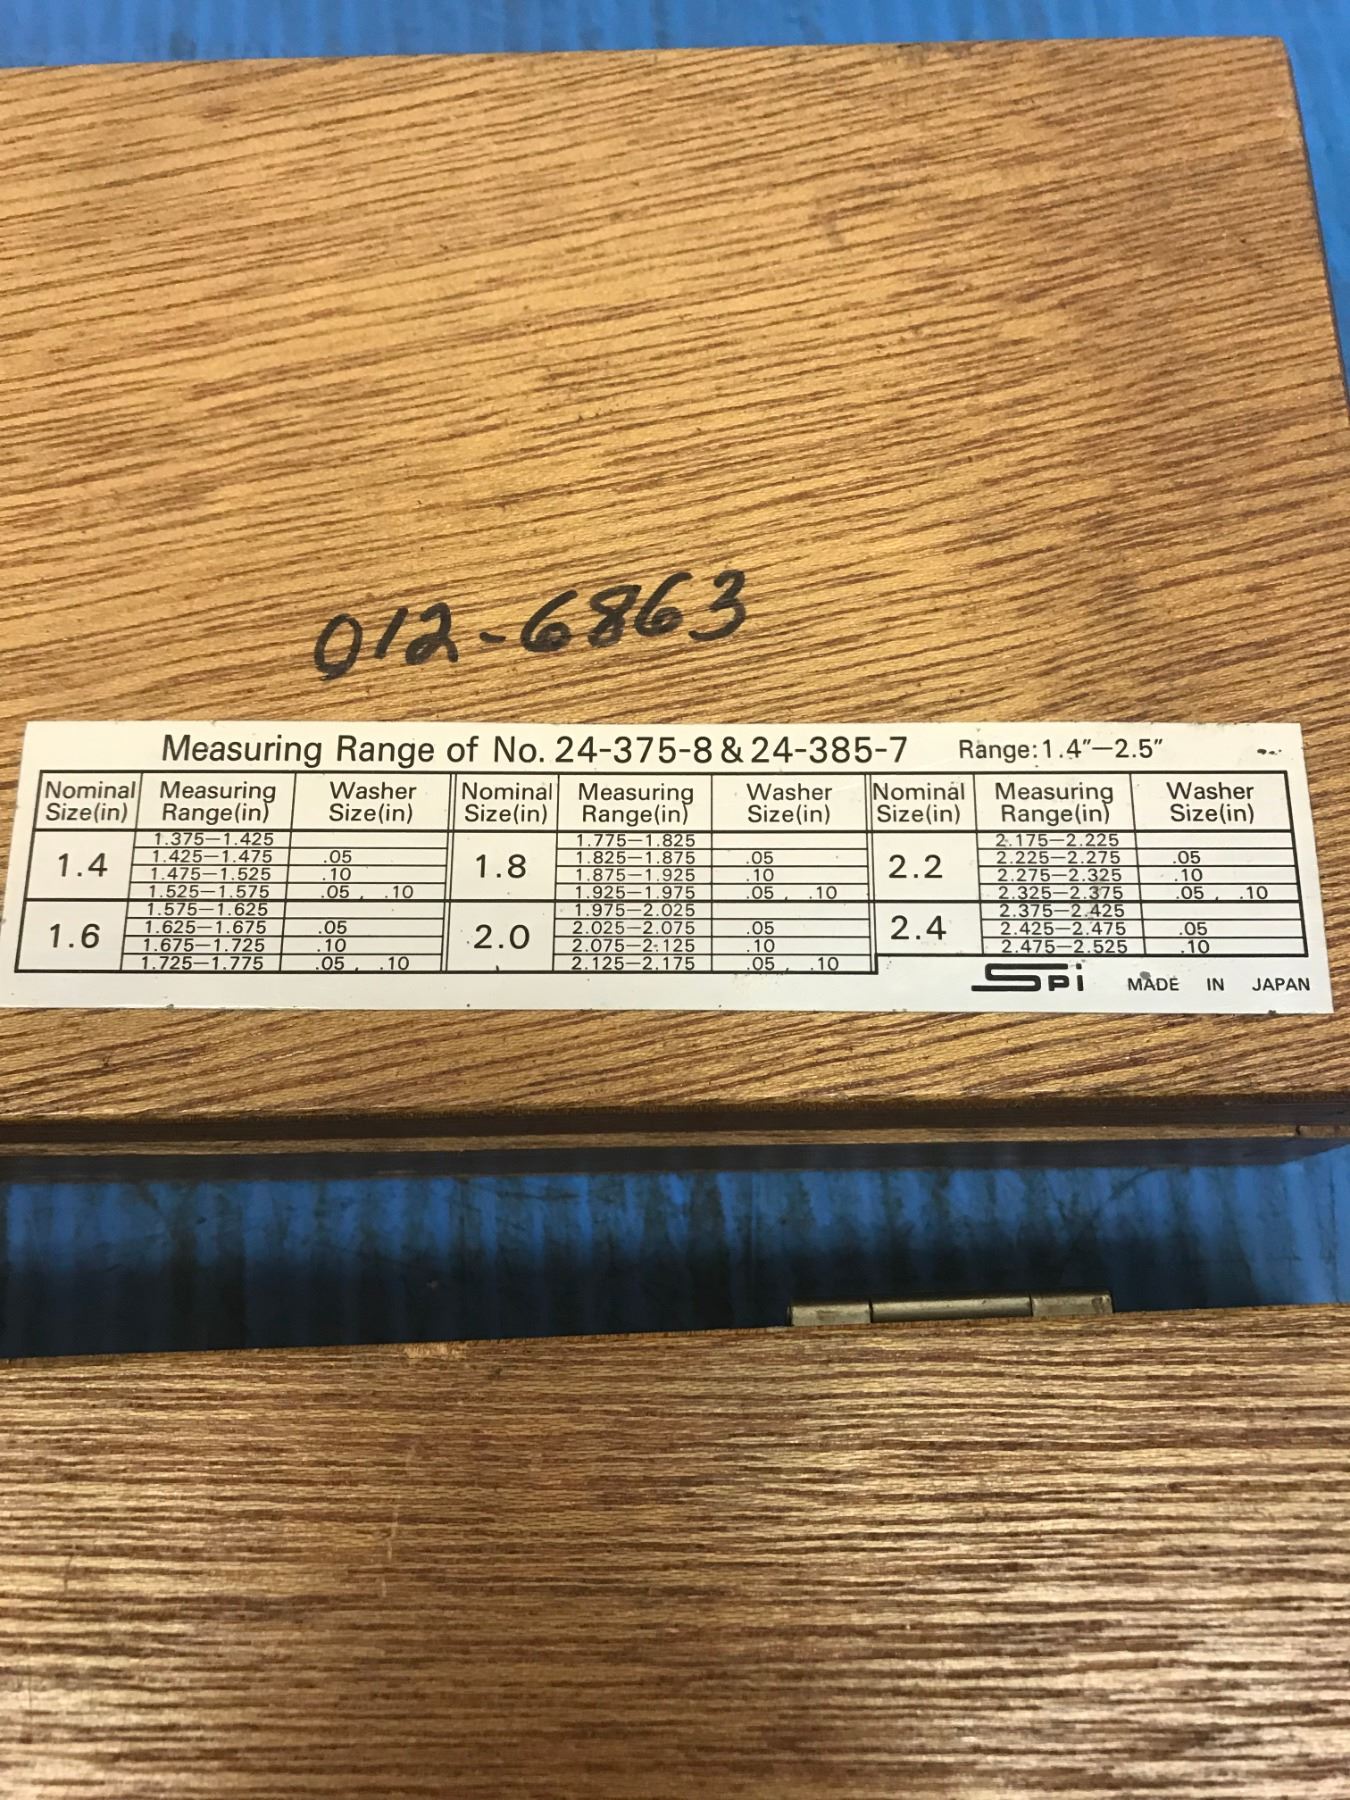 012-6863
Measuring Range of No. 24-375-8 & 24-385-7 Range: 1.4"—2.5"
Nominal Size(in) Measuring Range(in) Washer Size(in) Nominal Size(in) Measuring Range(in) Washer Size(in) Nominal Size(in) Measuring Range(in) Washer Size(in)
1.4 1.375—1.425 1.8 1.775—1.825 2.2 2.175—2.225
1.425—1.475 .05 1.825—1.875 .05 2.225—2.275 .05
1.475—1.525 .10 1.875—1.925 .10 2.275—2.325 .10
1.525—1.575 .05 , .10 1.925—1.975 .05 , .10 2.325—2.375 .05 , .10
1.6 1.575—1.625 2.0 1.975—2.025 2.4 2.375—2.425
1.625—1.675 .05 2.025—2.075 .05 2.425—2.475 .05
1.675—1.725 .10 2.075—2.125 .10 2.475—2.525 .10
1.725—1.775 .05 , .10 2.125—2.175 .05 , .10
SPi MADE IN JAPAN